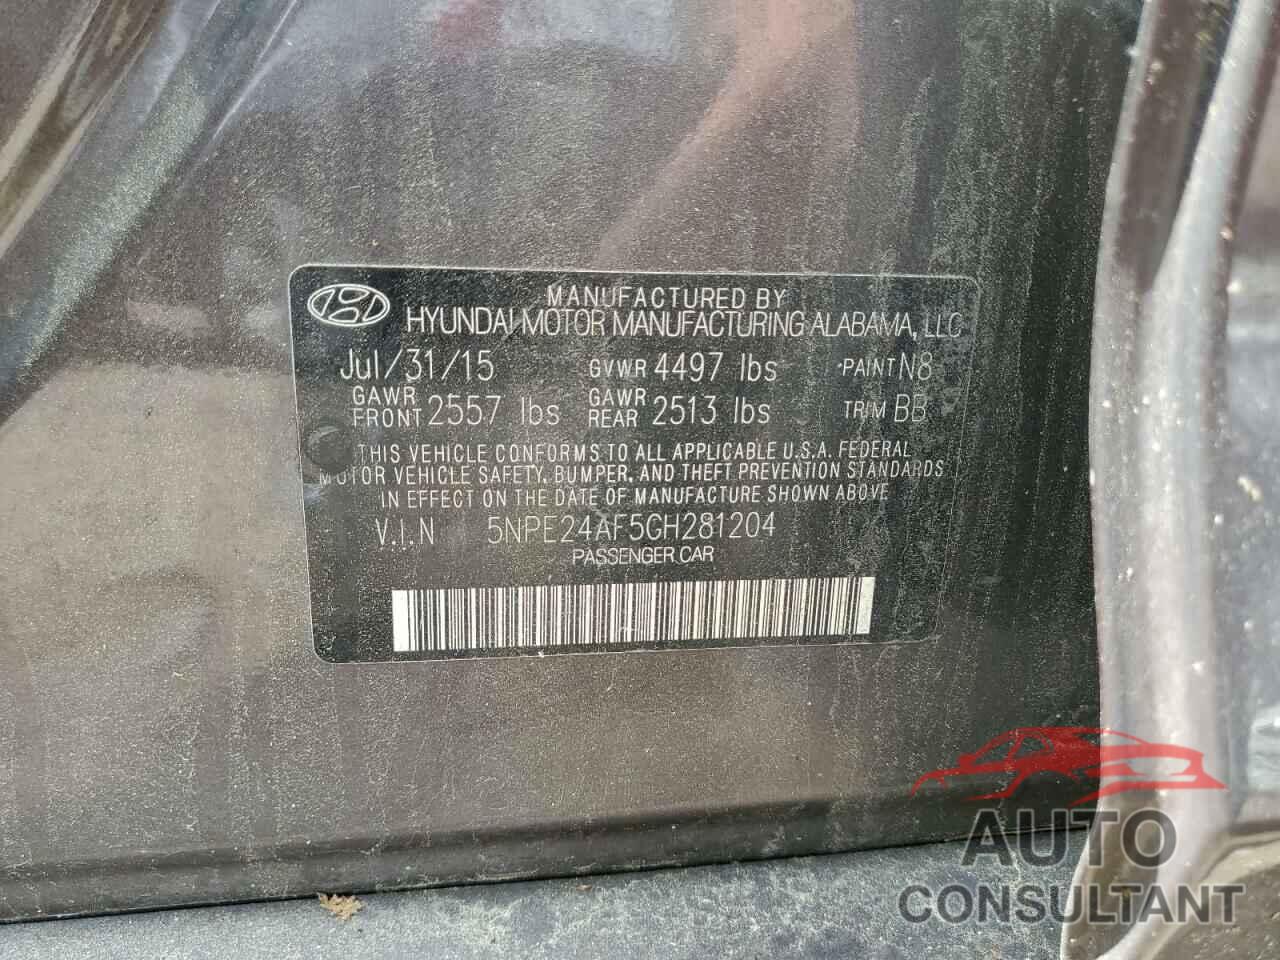 MANUFACTURED BY
HYUNDAI MOTOR MANUFACTURING ALABAMA, LLC
Jul/31/15 GVWR 4497 lbs PAINT N8
GAWR FRONT 2557 lbs GAWR REAR 2513 lbs TRIM BB
THIS VEHICLE CONFORMS TO ALL APPLICABLE U.S.A. FEDERAL
MOTOR VEHICLE SAFETY, BUMPER, AND THEFT PREVENTION STANDARDS
IN EFFECT ON THE DATE OF MANUFACTURE SHOWN ABOVE
V.I.N 5NPE24AF5GH281204
PASSENGER CAR
AUTO
CONSULTANT